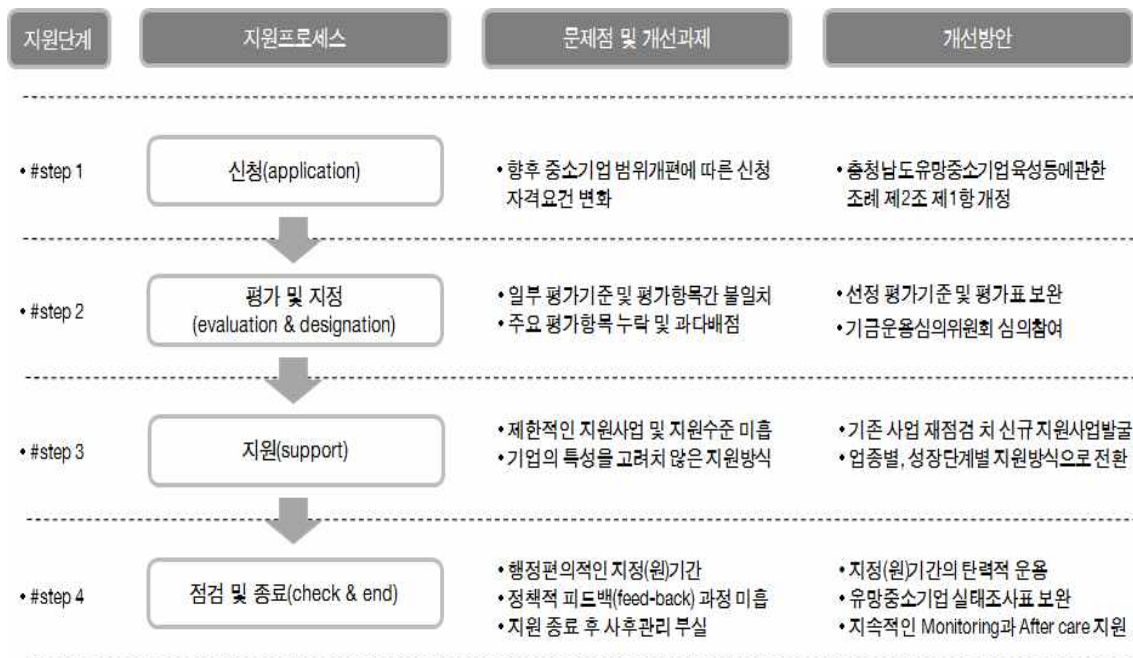 지원단계 지원프로세스 문제점 및 개선과제 개선방안
• #step 1
신청(application)
• 향후 중소기업 범위개편에 따른 신청
자격요건 변화
• 충청남도유망중소기업육성등에관한
조례 제2조 제1항 개정
• #step 2
평가 및 지정
(evaluation & designation)
• 일부 평가기준 및 평가항목간 불일치
• 주요 평가항목 누락 및 과다배점
• 선정 평가기준 및 평가표 보완
• 기금운용심의위원회 심의참여
• #step 3
지원(support)
• 제한적인 지원사업 및 지원수준 미흡
• 기업의 특성을 고려치 않은 지원방식
• 기존 사업 재점검 치 신규 지원사업발굴
• 업종별, 성장단계별 지원방식으로 전환
• #step 4
점검 및 종료(check & end)
• 행정편의적인 지정(원)기간
• 정책적 피드백(feed-back) 과정 미흡
• 지원 종료 후 사후관리 부실
• 지정(원)기간의 탄력적 운용
• 유망중소기업 실태조사표 보완
• 지속적인 Monitoring과 After care 지원